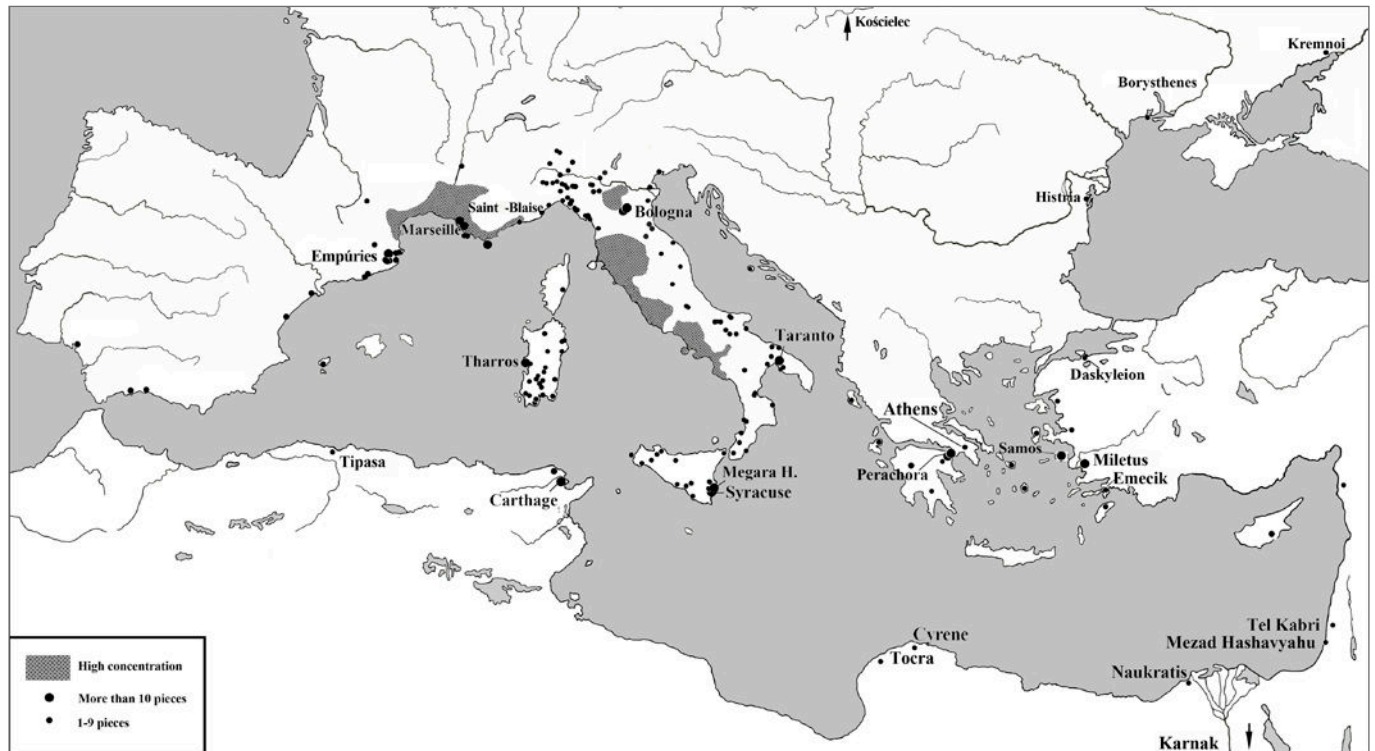 Kościelec
Kremnoi
Borysthenes
Histria
Saint -Blaise
Bologna
Marseille
Empúries
Taranto
Tharros
Daskyleion
Athens
Samos
Miletus
Tipasa
Megara H.
Perachora
Emecik
Carthage
Syracuse
Tel Kabri
Cyrene
Mezad Hashavyahu
Tocra
High concentration
Naukratis
More than 10 pieces
1-9 pieces
Karnak